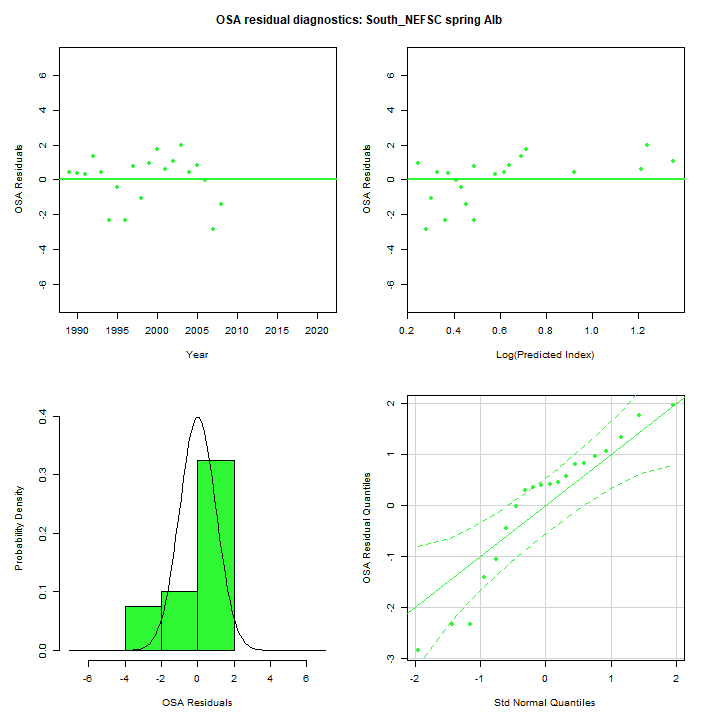 OSA residual diagnostics: South_NEFSC spring Alb
OSA Residuals
6
4
2
0
-2
-4
-6
1990 1995 2000 2005 2010 2015 2020
Year
OSA Residuals
6
4
2
0
-2
-4
-6
0.2 0.4 0.6 0.8 1.0 1.2
Log(Predicted Index)
Probability Density
0.4
0.3
0.2
0.1
0.0
-6 -4 -2 0 2 4 6
OSA Residuals
OSA Residual Quantiles
2
1
0
-1
-2
-3
-2 -1 0 1 2
Std Normal Quantiles